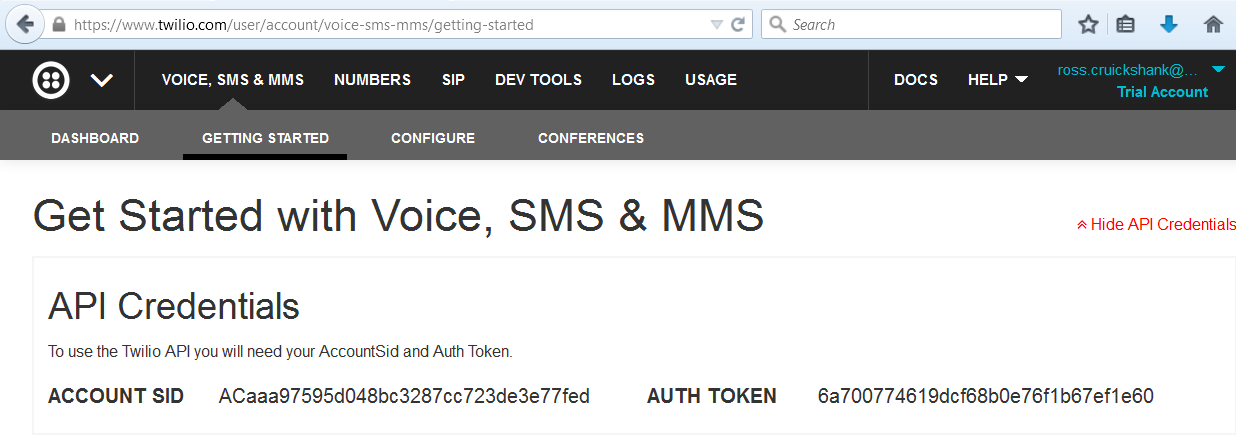 https://www.twilio.com/user/account/voice-sms-mms/getting-started
Search
VOICE, SMS & MMS NUMBERS SIP DEV TOOLS LOGS USAGE DOCS HELP ross.cruickshank@...
Trial Account
DASHBOARD GETTING STARTED CONFIGURE CONFERENCES
Get Started with Voice, SMS & MMS
Hide API Credentials
API Credentials
To use the Twilio API you will need your AccountSid and Auth Token.
ACCOUNT SID ACaaa97595d048bc3287cc723de3e77fed AUTH TOKEN 6a700774619dcf68b0e76f1b67ef1e60